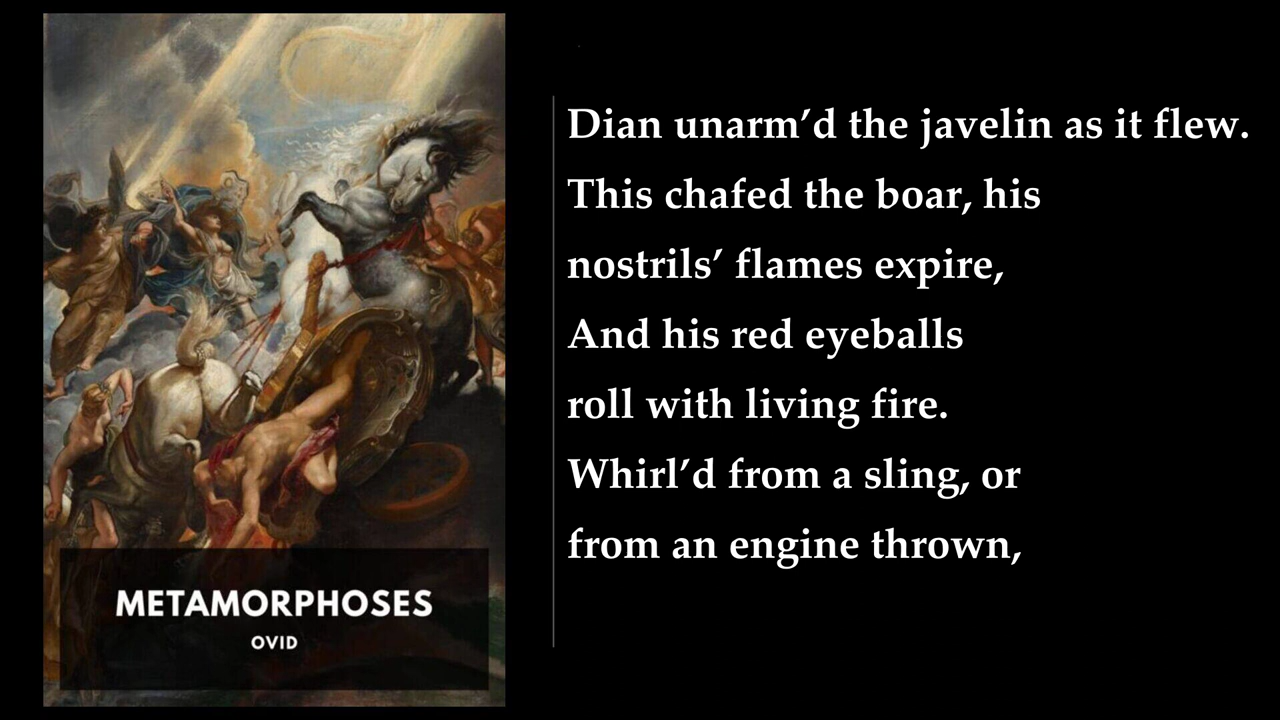 METAMORPHOSES
OVID
Dian unarm’d the javelin as it flew.
This chafed the boar, his
nostrils’ flames expire,
And his red eyeballs
roll with living fire.
Whirl’d from a sling, or
from an engine thrown,